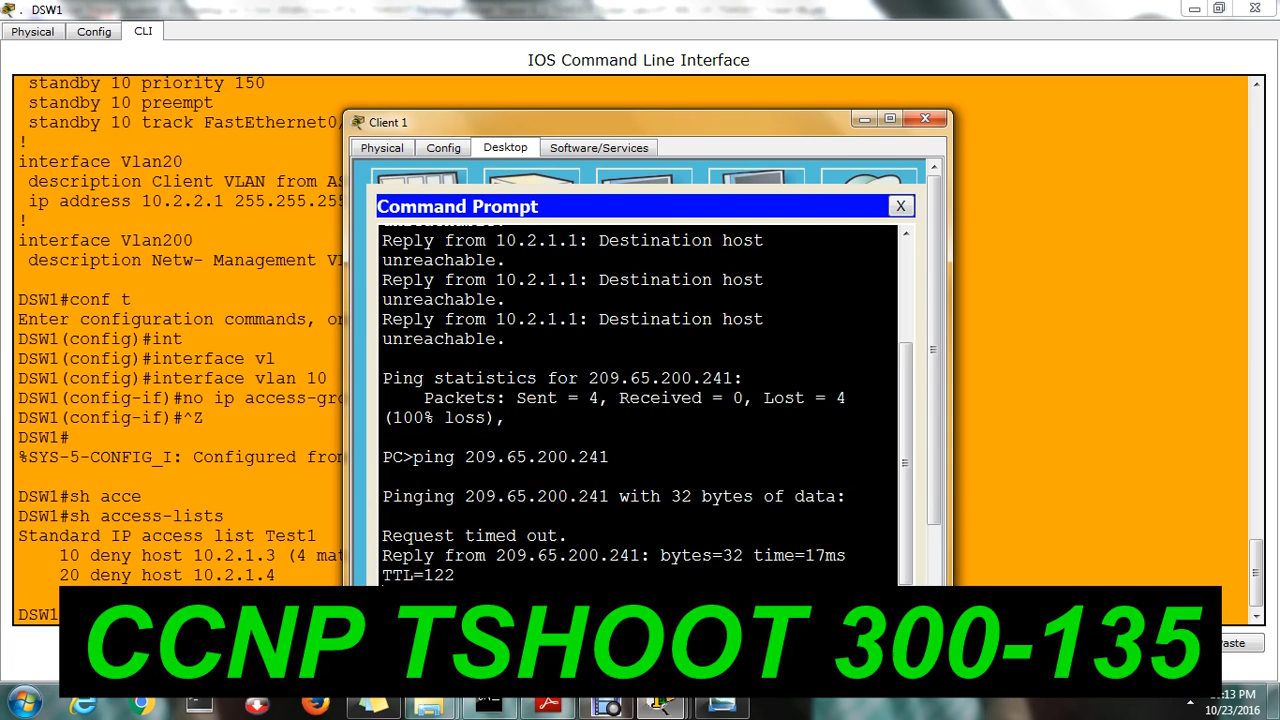 DSW1
Physical
Config
CLI
IOS Command Line Interface
standby 10 priority 150
standby 10 preempt
standby 10 track FastEthernet0/
!
interface Vlan20
description Client VLAN from AS
ip address 10.2.2.1 255.255.255
!
interface Vlan200
description Netw- Management V
DSW1#conf t
Enter configuration commands, on
DSW1(config)#int
DSW1(config)#interface vl
DSW1(config)#interface vlan 10
DSW1(config-if)#no ip access-gro
DSW1(config-if)#^Z
DSW1#
%SYS-5-CONFIG_I: Configured from
DSW1#sh acce
DSW1#sh access-lists
Standard IP access list Test1
10 deny host 10.2.1.3 (4 mat
20 deny host 10.2.1.4
DSW1
Client 1
Physical
Config
Desktop
Software/Services
Command Prompt
X
Reply from 10.2.1.1: Destination host
unreachable.
Reply from 10.2.1.1: Destination host
unreachable.
Reply from 10.2.1.1: Destination host
unreachable.
Ping statistics for 209.65.200.241:
Packets: Sent = 4, Received = 0, Lost = 4
(100% loss),
PC>ping 209.65.200.241
Pinging 209.65.200.241 with 32 bytes of data:
Request timed out.
Reply from 209.65.200.241: bytes=32 time=17ms
TTL=122
CCNP TSHOOT 300-135
aste
:13 PM
10/23/2016